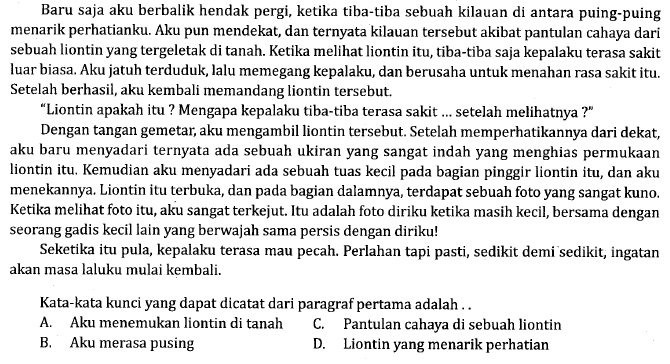 Baru saja aku berbalik hendak pergi, ketika tiba-tiba sebuah kilauan di antara puing-puing
menarik perhatianku. Aku pun mendekat, dan ternyata kilauan tersebut akibat pantulan cahaya dari
sebuah liontin yang tergeletak di tanah. Ketika melihat liontin itu, tiba-tiba saja kepalaku terasa sakit
luar biasa. Aku jatuh terduduk, lalu memegang kepalaku, dan berusaha untuk menahan rasa sakit itu.
Setelah berhasil, aku kembali memandang liontin tersebut.
"Liontin apakah itu ? Mengapa kepalaku tiba-tiba terasa sakit ... setelah melihatnya ?"
Dengan tangan gemetar, aku mengambil liontin tersebut. Setelah memperhatikannya dari dekat,
aku baru menyadari ternyata ada sebuah ukiran yang sangat indah yang menghias permukaan
liontin itu. Kemudian aku menyadari ada sebuah tuas kecil pada bagian pinggir liontin itu, dan aku
menekannya. Liontin itu terbuka, dan pada bagian dalamnya, terdapat sebuah foto yang sangat kuno.
Ketika melihat foto itu, aku sangat terkejut. Itu adalah foto diriku ketika masih kecil, bersama dengan
seorang gadis kecil lain yang berwajah sama persis dengan diriku!
Seketika itu pula, kepalaku terasa mau pecah. Perlahan tapi pasti, sedikit demi sedikit, ingatan
akan masa laluku mulai kembali.
Kata-kata kunci yang dapat dicatat dari paragraf pertama adalah . .
A. Aku menemukan liontin di tanah C. Pantulan cahaya di sebuah liontin
B. Aku merasa pusing D. Liontin yang menarik perhatian